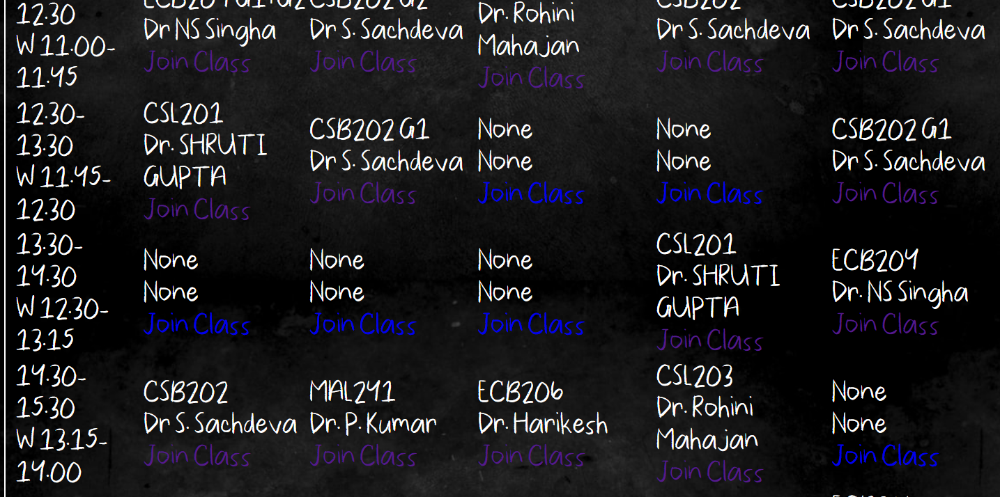 12.30
W 11.00-
11.45
Dr NS Singha
Join Class
CSB202 G2
Dr S. Sachdeva
Join Class
Dr. Rohini
Mahajan
Join Class
CSB202
Dr S. Sachdeva
Join Class
CSB202 G1
Dr S. Sachdeva
Join Class
12.30-
13.30
W 11.45-
12.30
CSL201
Dr. SHRUTI
GUPTA
Join Class
CSB202 G1
Dr S. Sachdeva
Join Class
None
None
Join Class
None
None
Join Class
CSB202 G1
Dr S. Sachdeva
Join Class
13.30-
14.30
W 12.30-
13.15
None
None
Join Class
None
None
Join Class
None
None
Join Class
CSL201
Dr. SHRUTI
GUPTA
Join Class
ECB204
Dr. NS Singha
Join Class
14.30-
15.30
W 13.15-
14.00
CSB202
Dr S. Sachdeva
Join Class
MAL241
Dr. P. Kumar
Join Class
ECB206
Dr. Harikesh
Join Class
CSL203
Dr. Rohini
Mahajan
Join Class
None
None
Join Class